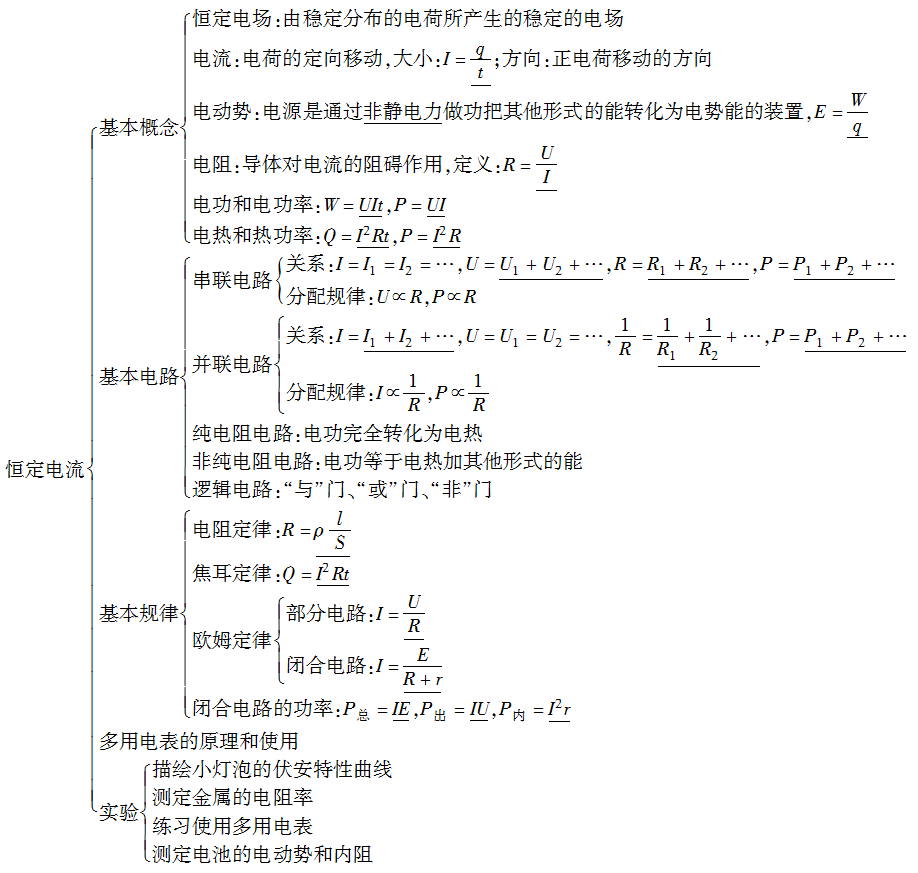 恒定电场:由稳定分布的电荷所产生的稳定的电场
电流:电荷的定向移动,大小:I=q/t;方向:正电荷移动的方向
电动势:电源是通过非静电力做功把其他形式的能转化为电势能的装置,E=W/q
基本概念
电阻:导体对电流的阻碍作用,定义:R=U/I
电功和电功率:W=UIt,P=UI
电热和热功率:Q=I²Rt,P=I²R
串联电路
关系:I=I₁=I₂=…,U=U₁+U₂+…,R=R₁+R₂+…,P=P₁+P₂+…
分配规律:U∝R,P∝R
并联电路
关系:I=I₁+I₂+…,U=U₁=U₂=…,1/R=1/R₁+1/R₂+…,P=P₁+P₂+…
分配规律:I∝1/R,P∝1/R
基本电路
纯电阻电路:电功完全转化为电热
非纯电阻电路:电功等于电热加其他形式的能
逻辑电路:“与”门、“或”门、“非”门
恒定电流
电阻定律:R=ρl/S
焦耳定律:Q=I²Rt
基本规律
欧姆定律
部分电路:I=U/R
闭合电路:I=E/(R+r)
闭合电路的功率:P总=IE,P出=IU,P内=I²r
多用电表的原理和使用
实验
描绘小灯泡的伏安特性曲线
测定金属的电阻率
练习使用多用电表
测定电池的电动势和内阻